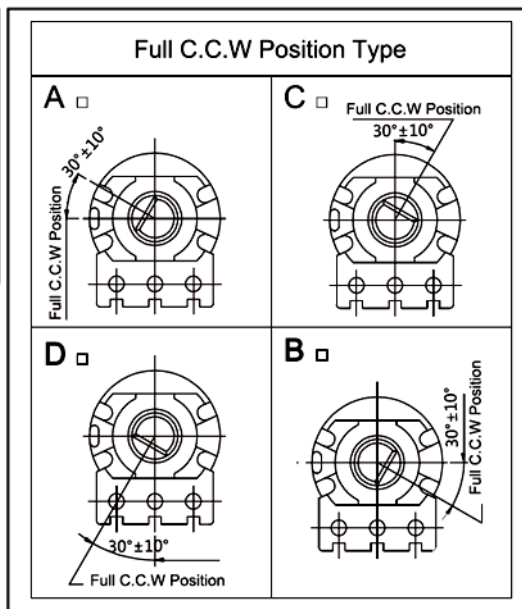 Full C.C.W Position Type
A □
30°±10°
Full C.C.W Position
C □
Full C.C.W Position
30°±10°
D □
30°±10°
Full C.C.W Position
B □
30°±10°
Full C.C.W Position